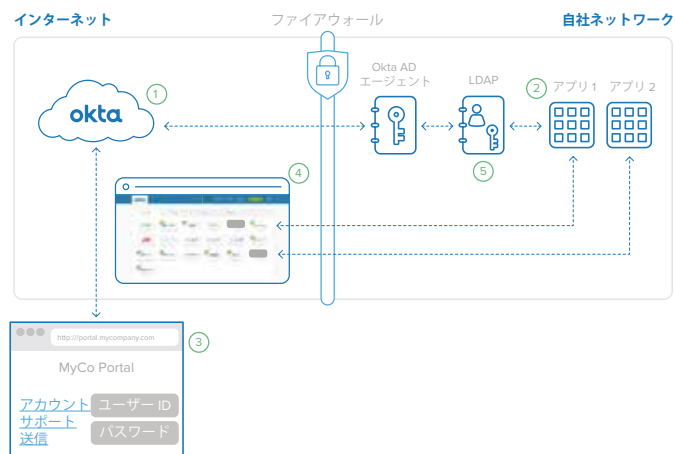 インターネット
ファイアウォール
自社ネットワーク
Okta AD
エージェント
LDAP
アプリ 1
アプリ 2
okta
1
2
4
5
3
http://portal.mycompany.com
MyCo Portal
アカウント
サポート
送信
ユーザー ID
パスワード